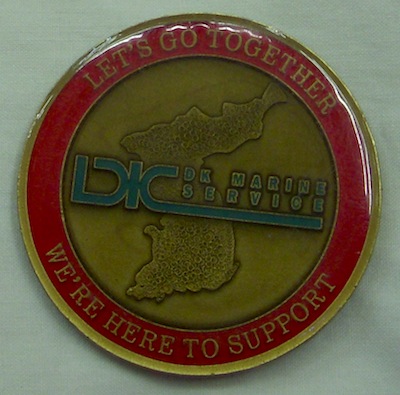 LET'S GO TOGETHER
DK
DK MARINE
SERVICE
WE'RE HERE TO SUPPORT